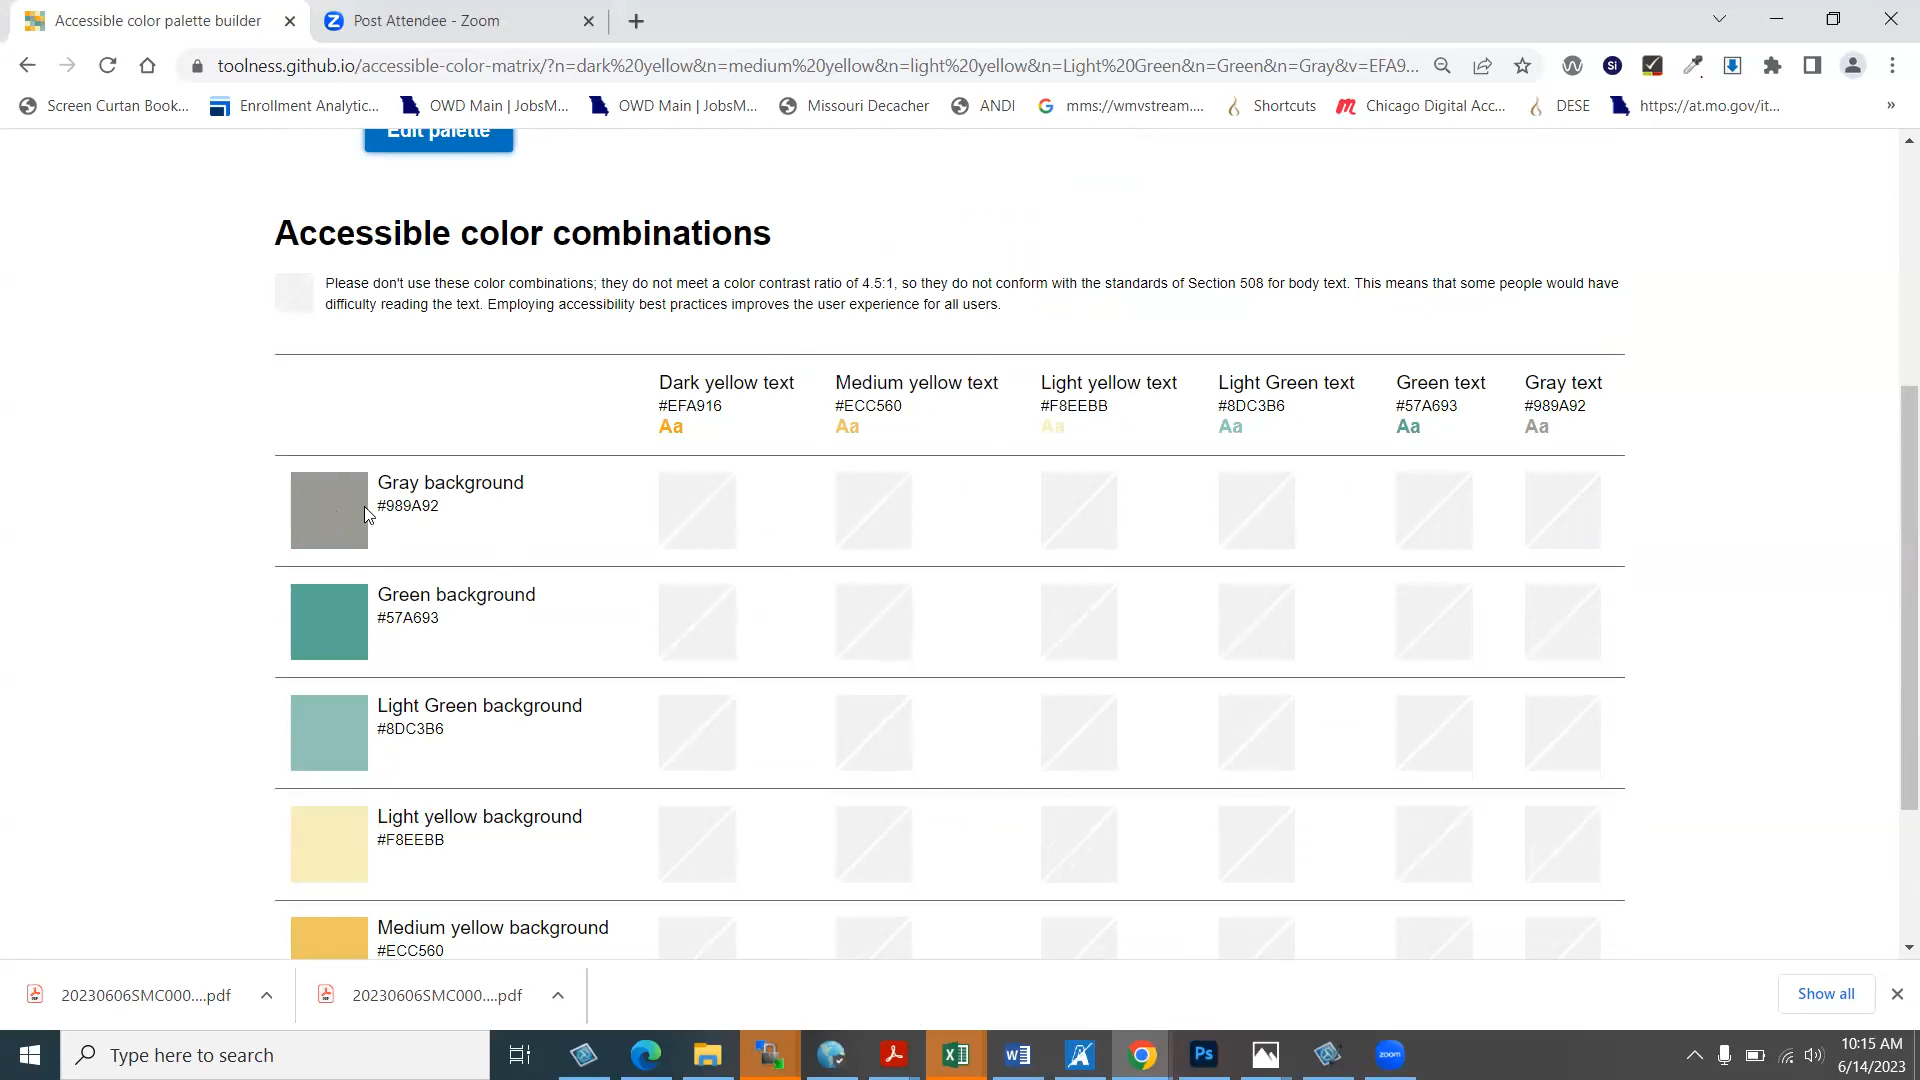 Accessible color palette builder
Post Attendee - Zoom
toolness.github.io/accessible-color-matrix/?n=dark%20yellow&n=medium%20yellow&n=light%20yellow&n=Light%20Green&n=Green&n=Gray&v=EFA9...
Screen Curtan Book...
Enrollment Analytic...
OWD Main | JobsM...
OWD Main | JobsM...
Missouri Decacher
ANDI
mms://wmvstream....
Shortcuts
Chicago Digital Acc...
DESE
https://at.mo.gov/it...
»
Edit palette
Accessible color combinations
Please don't use these color combinations; they do not meet a color contrast ratio of 4.5:1, so they do not conform with the standards of Section 508 for body text. This means that some people would have
difficulty reading the text. Employing accessibility best practices improves the user experience for all users.
Dark yellow text
#EFA916
Aa
Medium yellow text
#ECC560
Aa
Light yellow text
#F8EEBB
Aa
Light Green text
#8DC3B6
Aa
Green text
#57A693
Aa
Gray text
#989A92
Aa
Gray background
#989A92
Green background
#57A693
Light Green background
#8DC3B6
Light yellow background
#F8EEBB
Medium yellow background
#ECC560
20230606SMC000....pdf
20230606SMC000....pdf
Show all
Type here to search
Ps
zoom
10:15 AM
6/14/2023